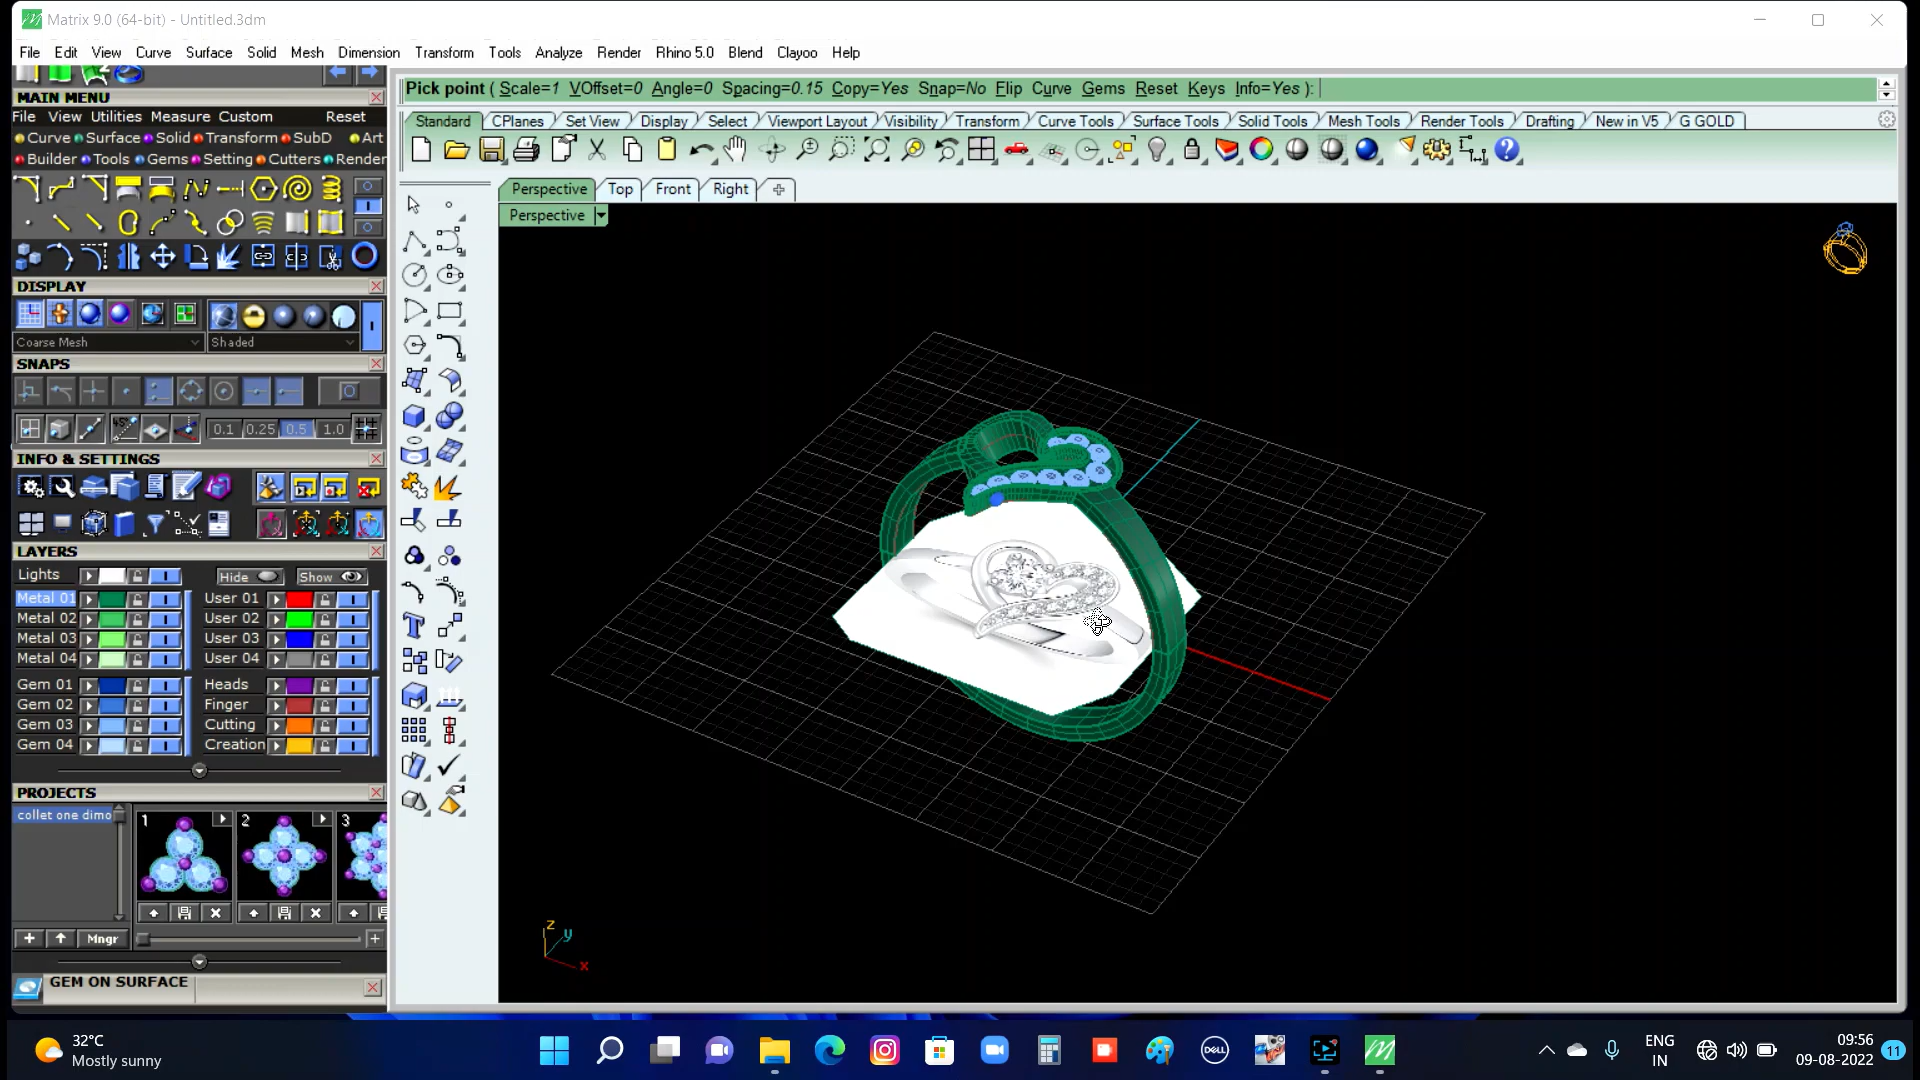 Matrix 9.0 (64-bit) - Untitled.3dm
File Edit View Curve Surface Solid Mesh Dimension Transform Tools Analyze Render Rhino 5.0 Blend Clayoo Help
Pick point ( Scale=1 VOffset=0 Angle=0 Spacing=0.15 Copy=Yes Snap=No Flip Curve Gems Reset Keys Info=Yes ):
MAIN MENU
File View Utilities Measure Custom Reset
Curve Surface Solid Transform SubD Art
Builder Tools Gems Setting Cutters Render
Standard CPlanes Set View Display Select Viewport Layout Visibility Transform Curve Tools Surface Tools Solid Tools Mesh Tools Render Tools Drafting New in V5 G GOLD
Perspective Top Front Right
Perspective
DISPLAY
Coarse Mesh Shaded
SNAPS
45°
0.1 0.25 0.5 1.0
INFO & SETTINGS
LAYERS
Lights Hide Show
Metal 01 User 01
Metal 02 User 02
Metal 03 User 03
Metal 04 User 04
Gem 01 Heads
Gem 02 Finger
Gem 03 Cutting
Gem 04 Creation
PROJECTS
collet one dimo
1 2 3
Mngr
GEM ON SURFACE
z
y
x
32°C
Mostly sunny
DELL
ENG
IN
09:56
09-08-2022
11